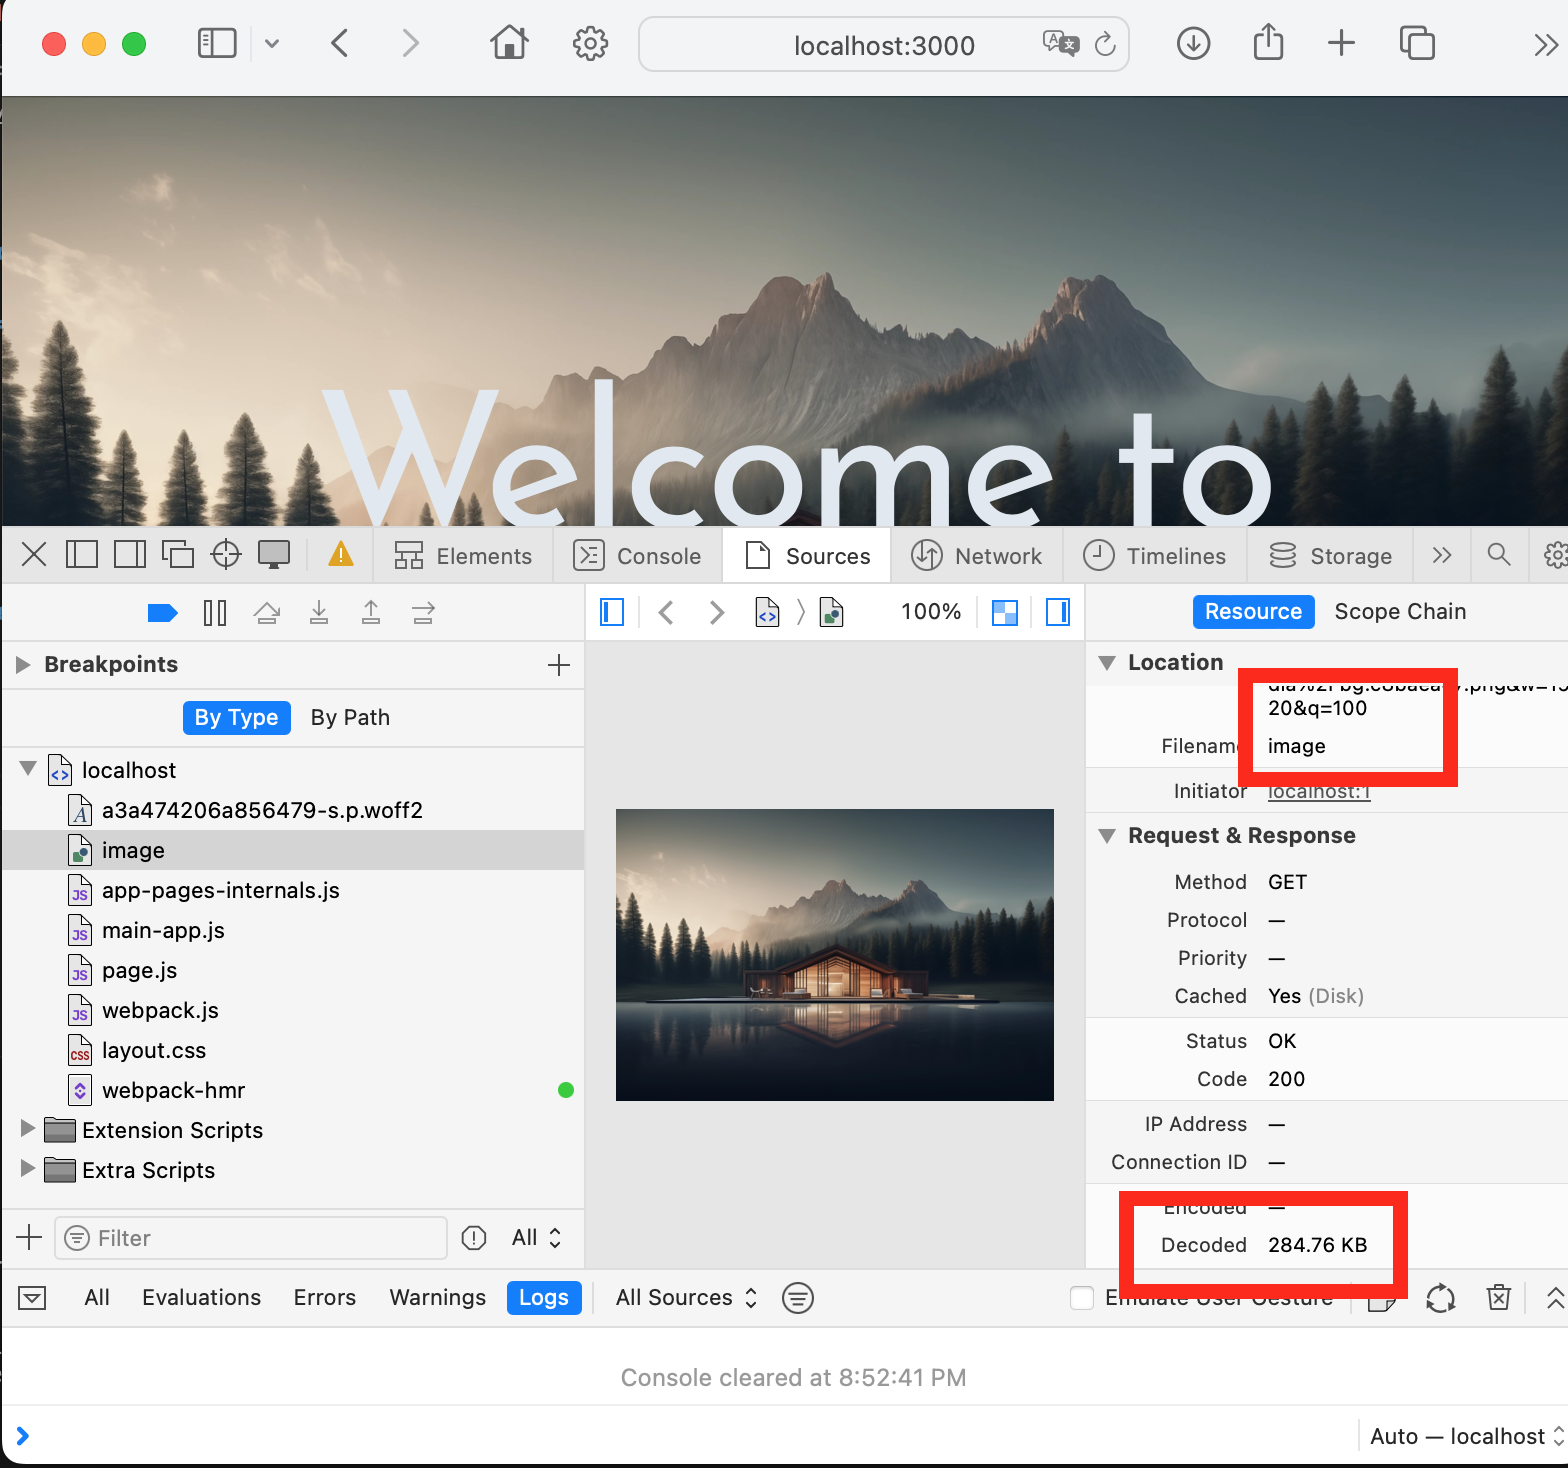 localhost:3000
Welcome to
Elements
Console
Sources
Network
Timelines
Storage
100%
Resource
Scope Chain
Breakpoints
By Type
By Path
localhost
a3a474206a856479-s.p.woff2
image
app-pages-internals.js
main-app.js
page.js
webpack.js
layout.css
webpack-hmr
Extension Scripts
Extra Scripts
Filter
All
Location
20&q=100
Filename image
Initiator localhost:1
Request & Response
Method GET
Protocol —
Priority —
Cached Yes (Disk)
Status OK
Code 200
IP Address —
Connection ID —
Encoded —
Decoded 284.76 KB
All
Evaluations
Errors
Warnings
Logs
All Sources
Emulate User Gesture
Console cleared at 8:52:41 PM
Auto — localhost